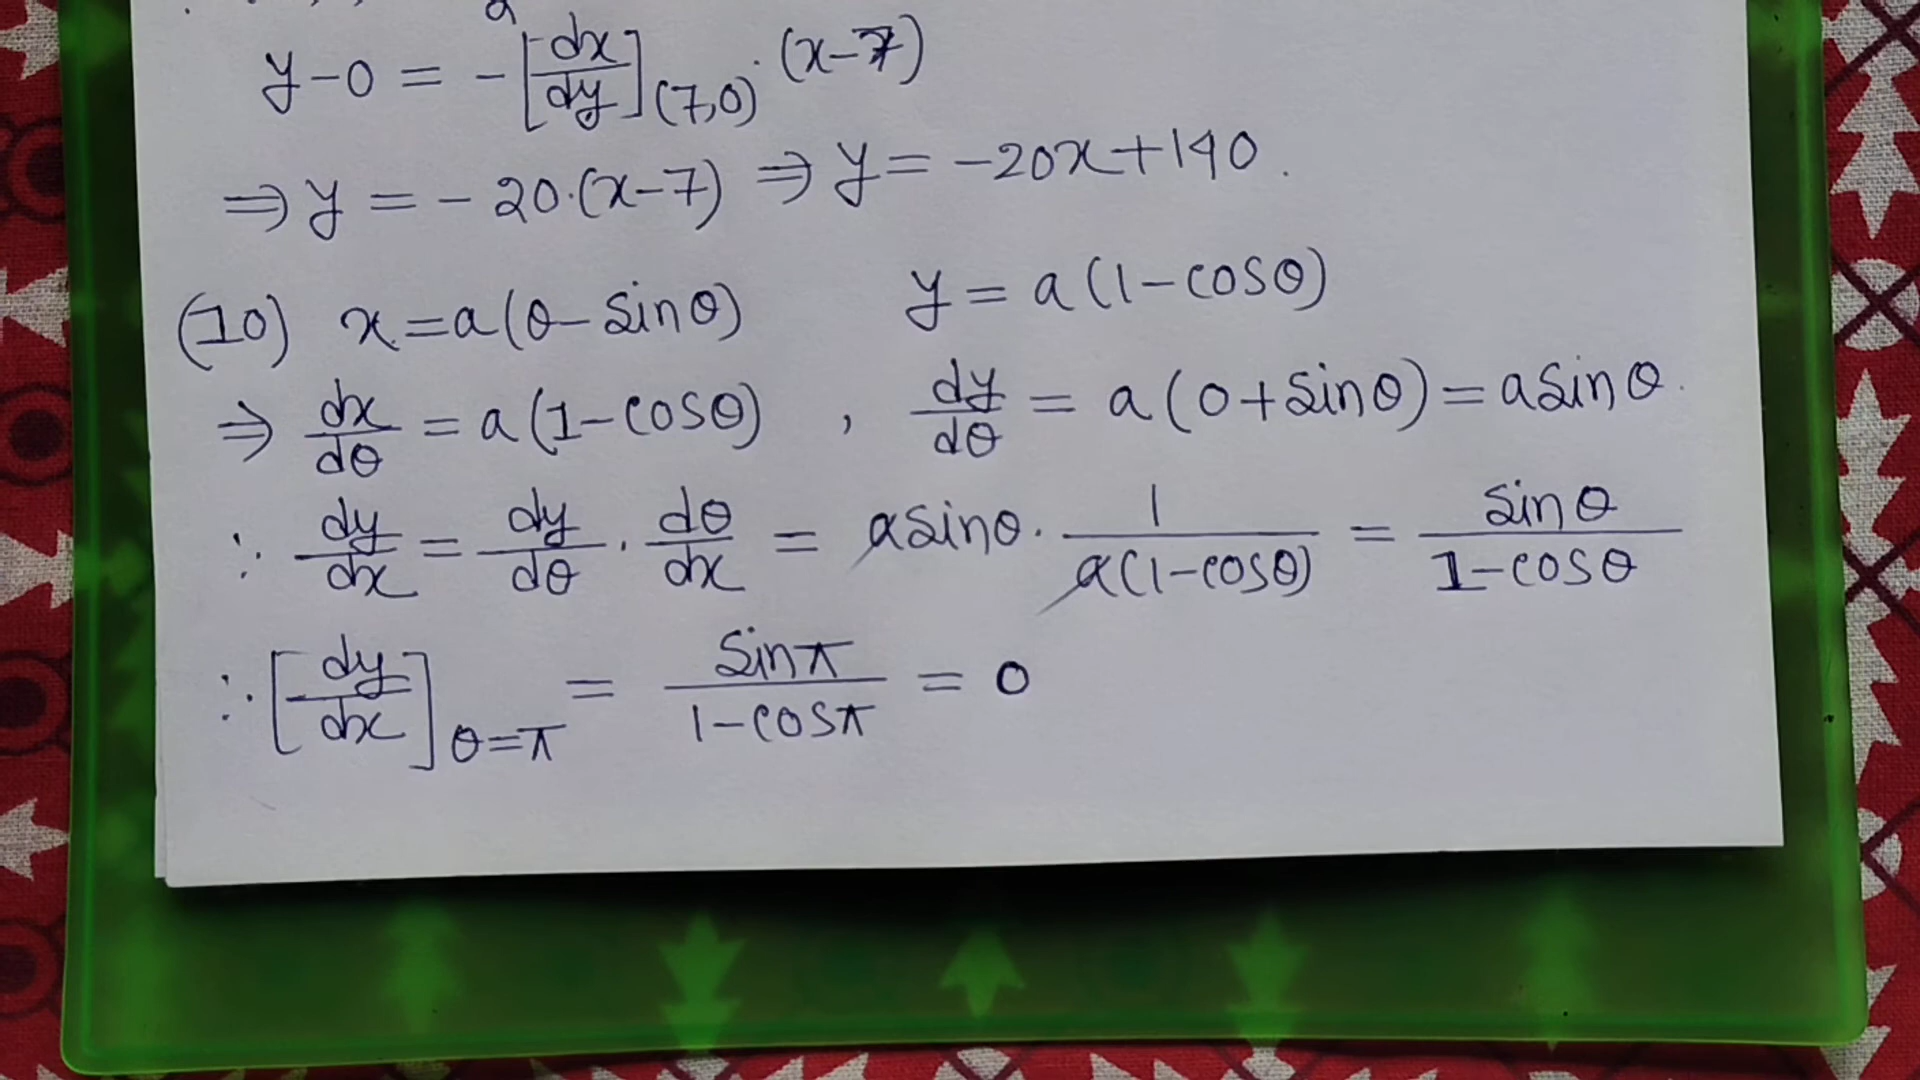 y-0 = -[dx/dy](7,0) · (x-7)
⇒ y = -20·(x-7) ⇒ y = -20x+140.
(10) x=a(θ-sinθ) y=a(1-cosθ)
⇒ dx/dθ = a(1-cosθ) , dy/dθ = a(0+sinθ)=asinθ.
∴ dy/dx = dy/dθ · dθ/dx = asinθ · 1/a(1-cosθ) = sinθ/1-cosθ
∴ [dy/dx]θ=π = sinπ/1-cosπ = 0